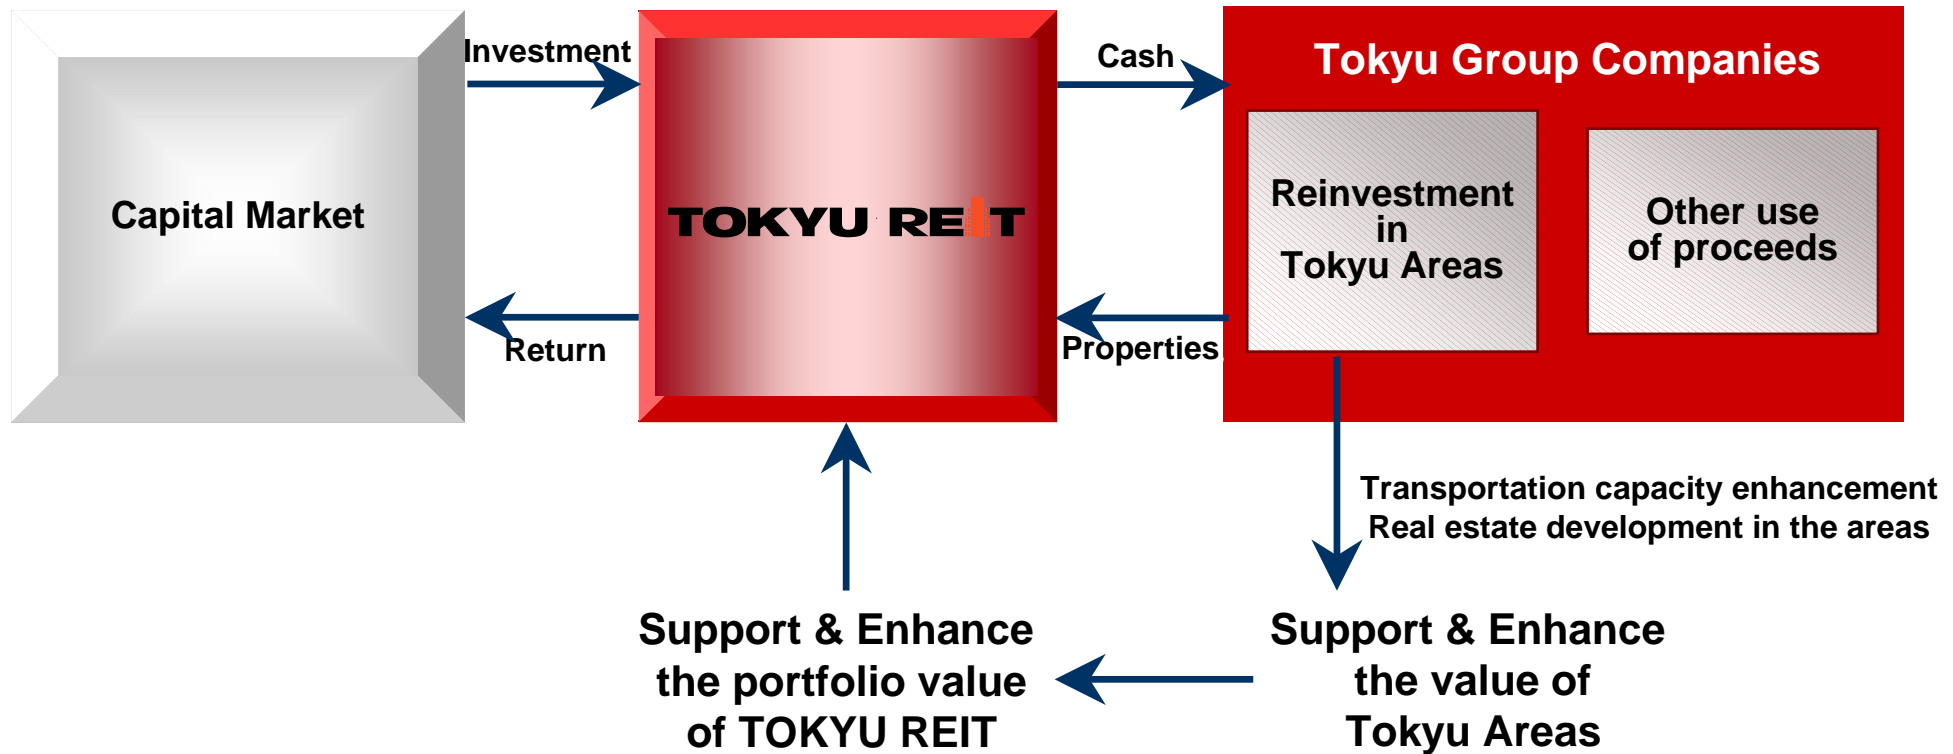 Investment
Cash
Tokyu Group Companies
Capital Market
TOKYU REIT
Reinvestment
in
Tokyu Areas
Other use
of proceeds
Return
Properties
Transportation capacity enhancement
Real estate development in the areas
Support & Enhance
the portfolio value
of TOKYU REIT
Support & Enhance
the value of
Tokyu Areas